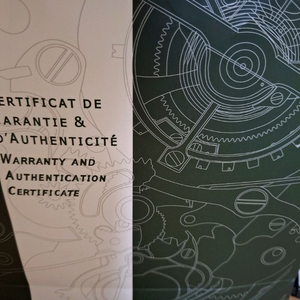 ERTIFICAT DE
ARANTIE &
D'AUTHENTICITÉ
WARRANTY AND
AUTHENTICATION
CERTIFICATE